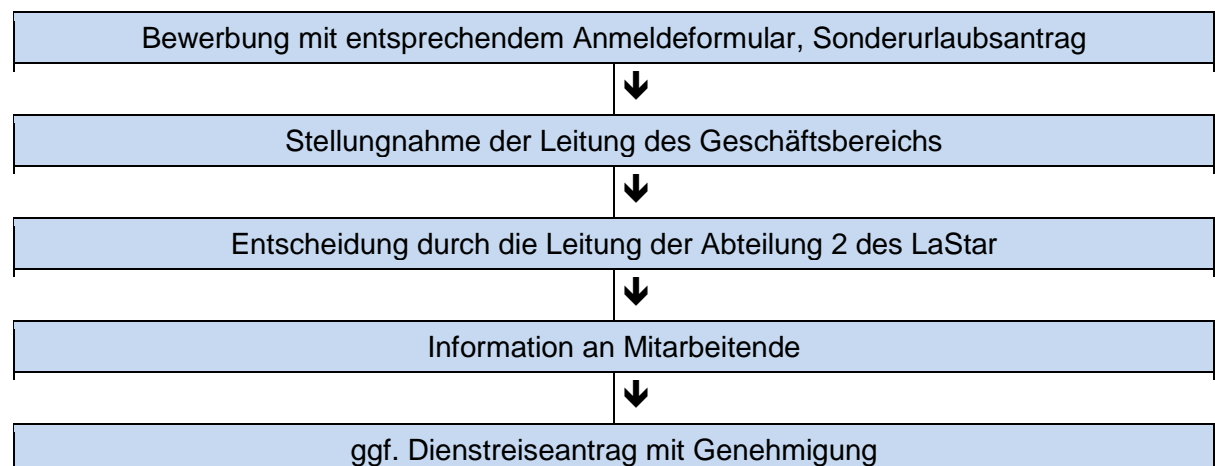 Bewerbung mit entsprechendem Anmeldeformular, Sonderurlaubsantrag
Stellungnahme der Leitung des Geschäftsbereichs
Entscheidung durch die Leitung der Abteilung 2 des LaStar
Information an Mitarbeitende
ggf. Dienstreiseantrag mit Genehmigung